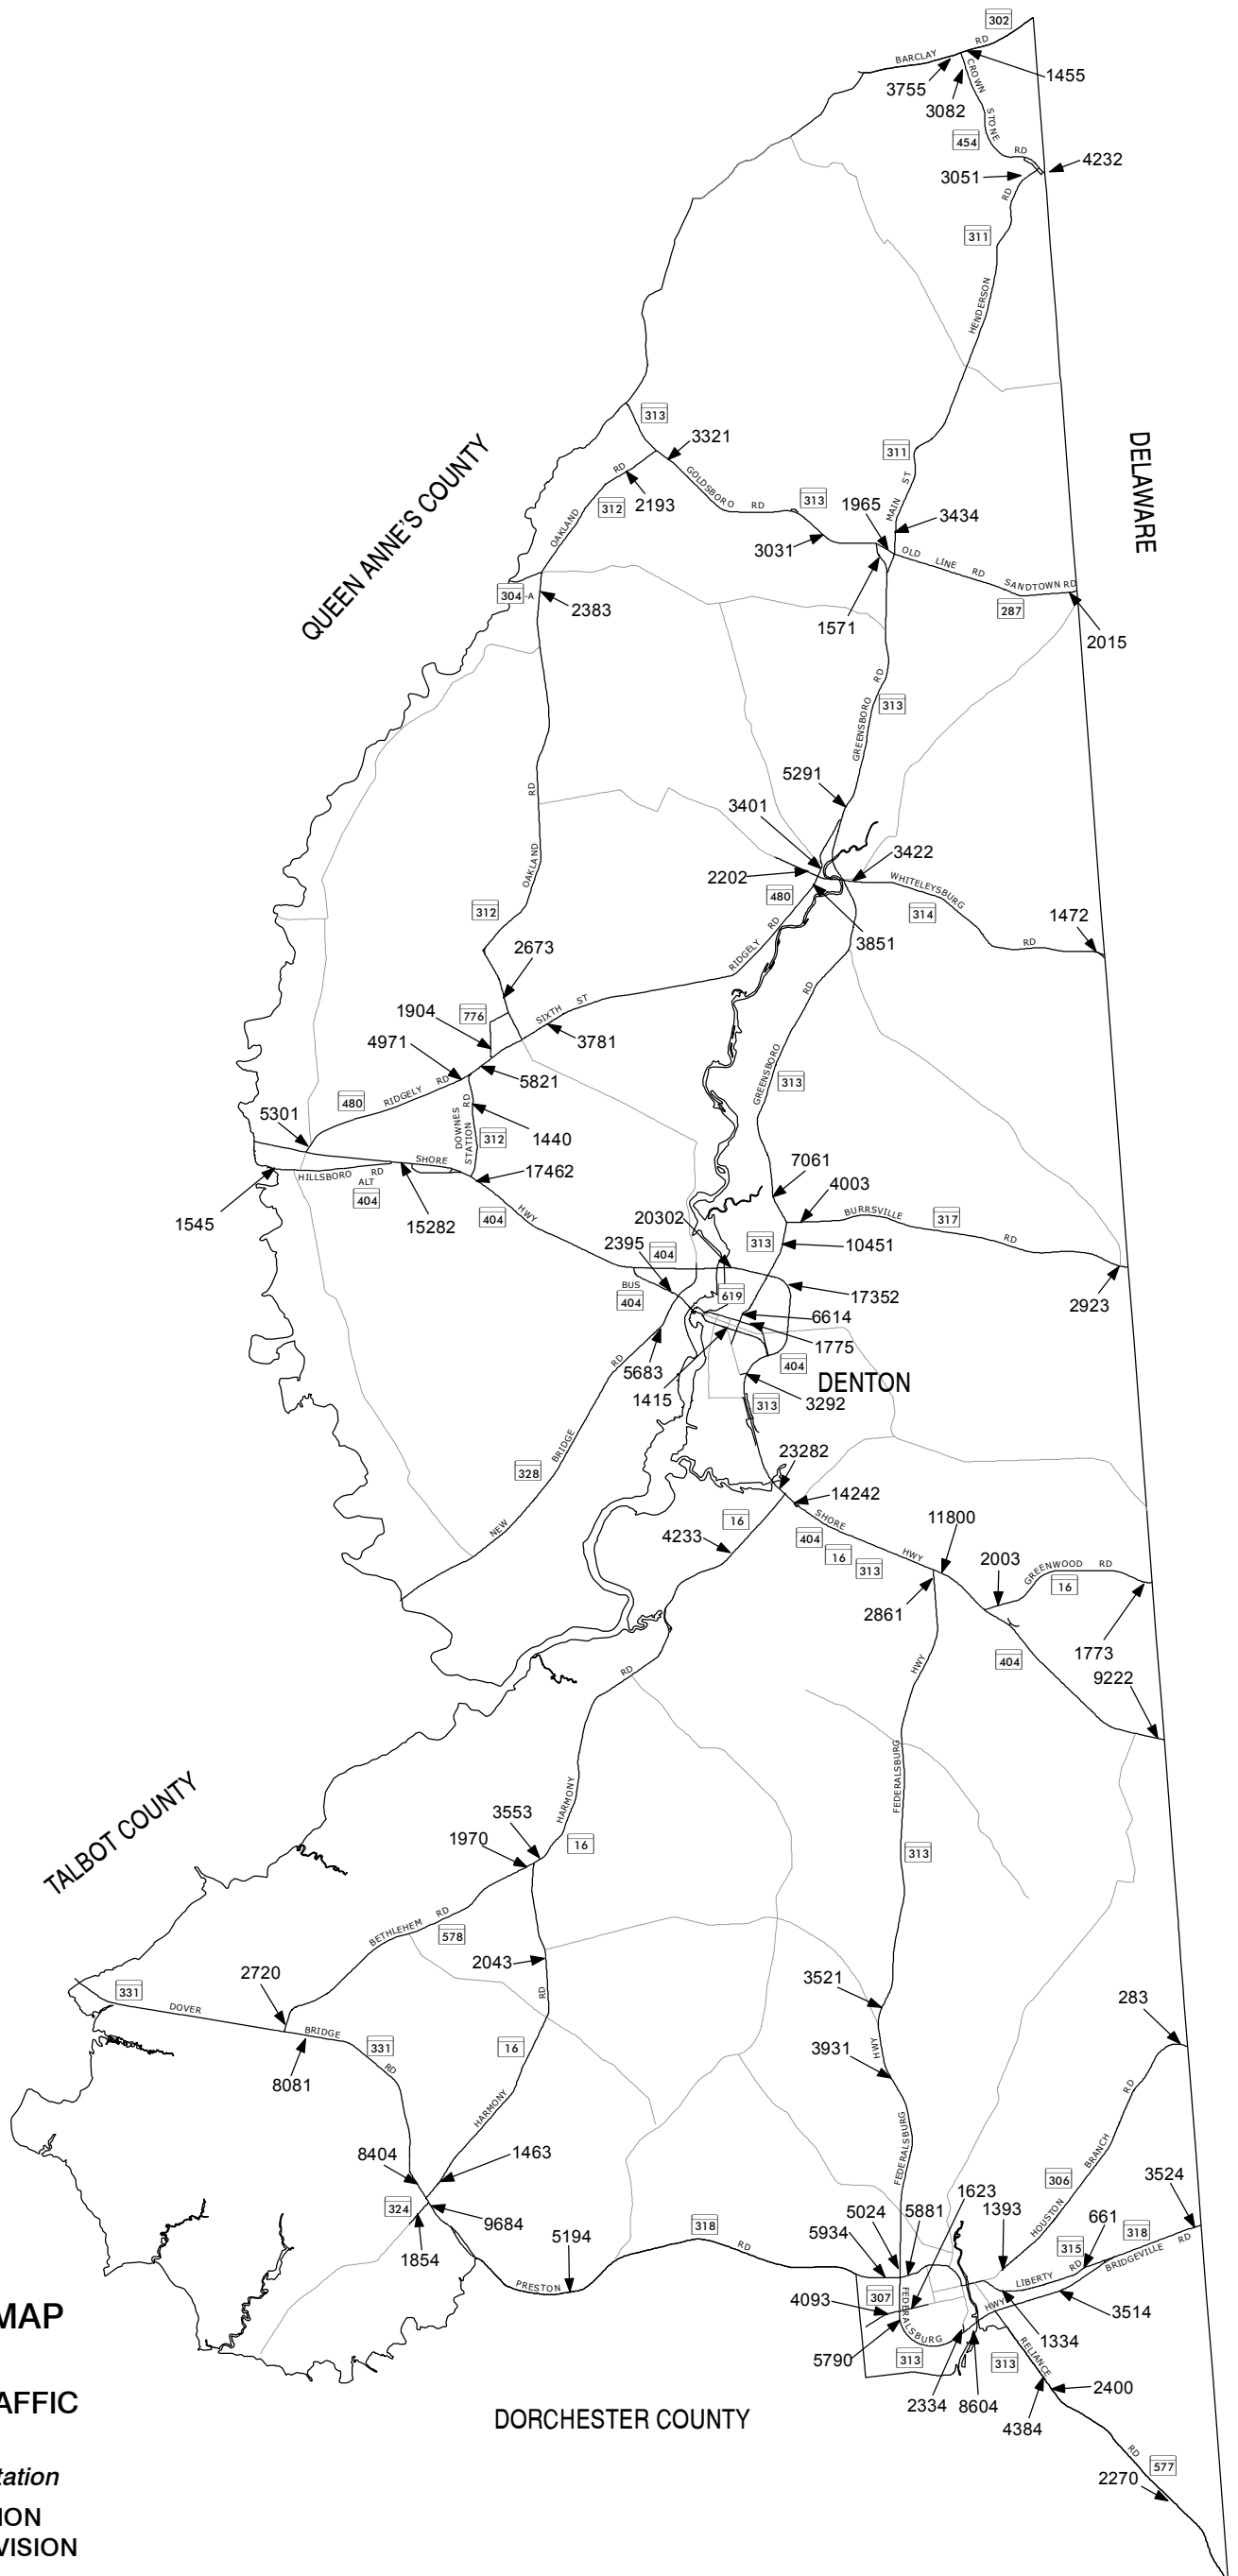 302
BARCLAY RD
3755
1455
3082
CROWN STONE RD
454
3051
4232
RD
311
HENDERSON
QUEEN ANNE'S COUNTY
DELAWARE
313
3321
RD
2193
312
OAKLAND
GOLDSBORO RD
313
311
MAIN ST
1965
3434
3031
OLD LINE RD
SANDTOWN RD
287
304-A
2383
1571
2015
GREENSBORO RD
313
5291
3401
RD
OAKLAND
2202
3422
480
WHITELEYSBURG
314
RD
1472
3851
312
2673
RIDGELY RD
1904
776
SIXTH ST
3781
4971
5821
480
RIDGELY RD
RD
GREENSBORO
313
5301
DOWNES STATION RD
1440
312
SHORE
17462
HILLSBORO RD
ALT
404
1545
15282
404
HWY
7061
4003
20302
BURRSVILLE
317
RD
2395
404
313
10451
BUS
404
619
17352
2923
6614
1775
5683
1415
404
DENTON
3292
313
RD
BRIDGE
328
NEW
23282
14242
16
4233
SHORE
404
16
313
HWY
11800
2003
GREENWOOD RD
16
2861
1773
404
9222
RD
HWY
FEDERALSBURG
TALBOT COUNTY
HARMONY
3553
1970
16
313
BETHLEHEM RD
578
2043
RD
2720
3521
283
331
DOVER
BRIDGE
331
RD
16
HWY
3931
8081
RD
HARMONY
FEDERALSBURG
BRANCH
8404
1463
306
3524
324
9684
1854
5194
318
RD
PRESTON
5024
5881
1623
1393
HOUSTON
661
318
5934
315
LIBERTY RD
BRIDGEVILLE RD
4093
307
FEDERALSBURG
HWY
3514
1334
5790
313
RELIANCE
313
2334
8604
2400
4384
MAP
AFFIC
DORCHESTER COUNTY
tation
RD
577
2270
ION
VISION